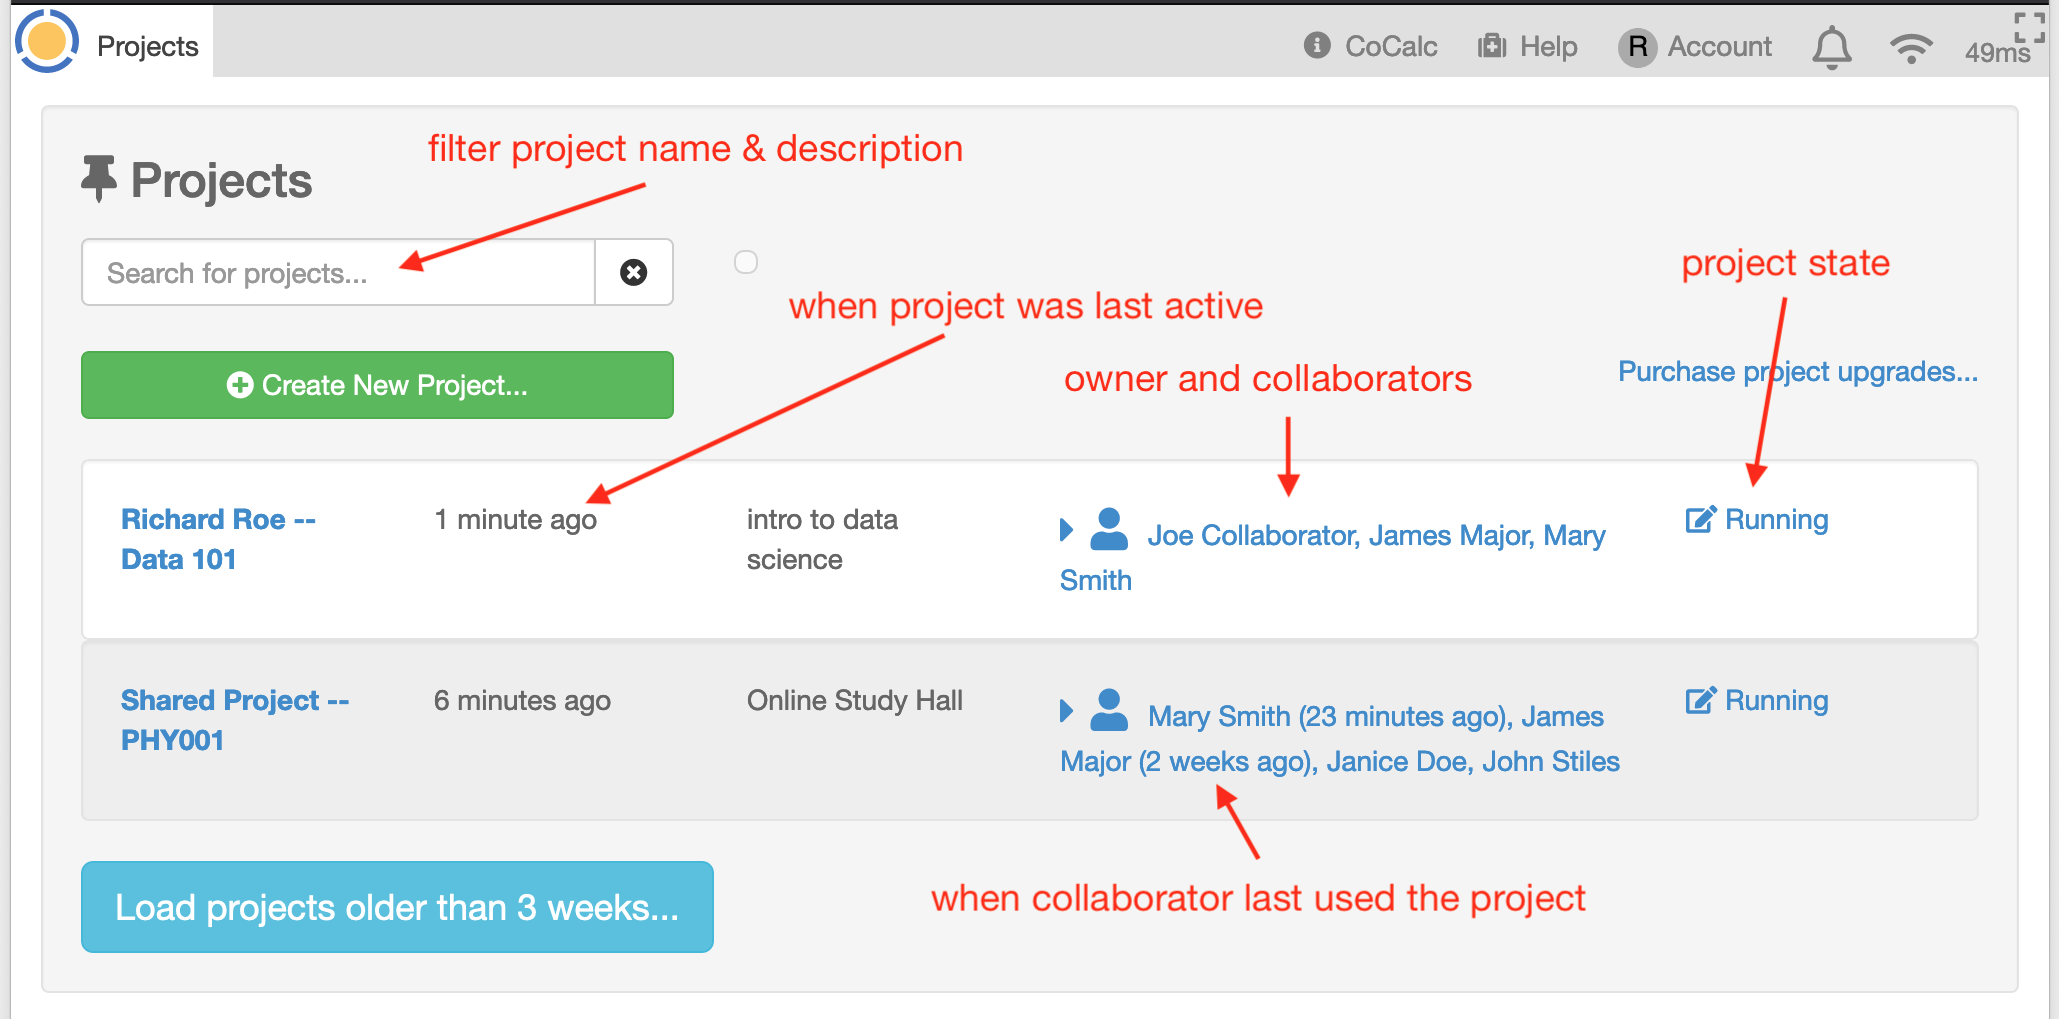 Projects
CoCalc
Help
R Account
49ms
filter project name & description
Projects
Search for projects...
project state
when project was last active
owner and collaborators
Purchase project upgrades...
Create New Project...
Richard Roe --
Data 101
1 minute ago
intro to data
science
Joe Collaborator, James Major, Mary
Smith
Running
Shared Project --
PHY001
6 minutes ago
Online Study Hall
Mary Smith (23 minutes ago), James
Major (2 weeks ago), Janice Doe, John Stiles
Running
when collaborator last used the project
Load projects older than 3 weeks...